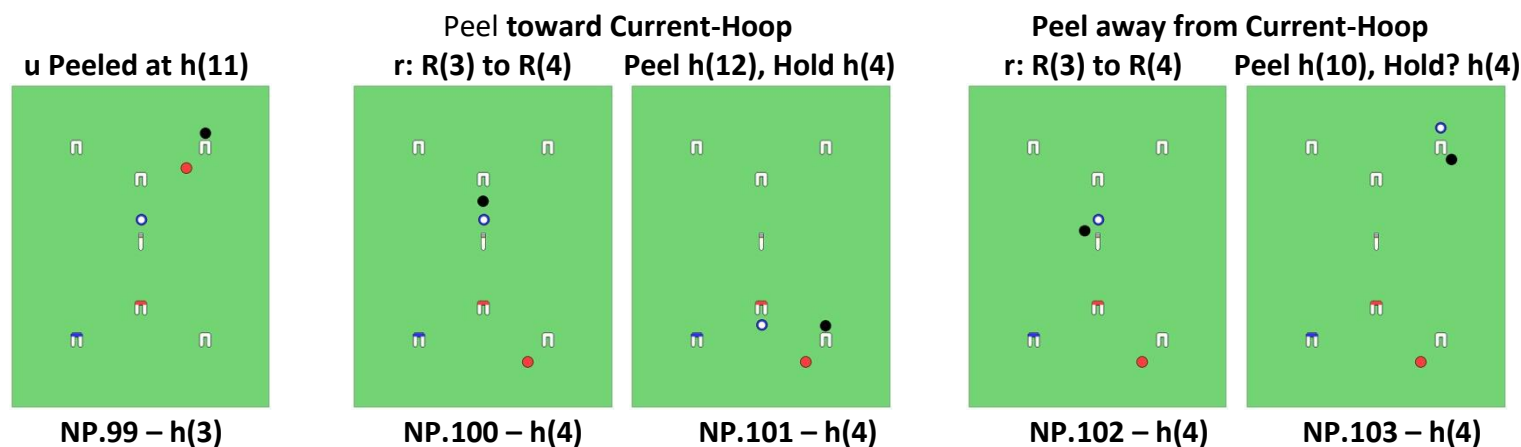 Peel toward Current-Hoop
Peel away from Current-Hoop
u Peeled at h(11)
r: R(3) to R(4)
Peel h(12), Hold h(4)
r: R(3) to R(4)
Peel h(10), Hold? h(4)
NP.99 – h(3)
NP.100 – h(4)
NP.101 – h(4)
NP.102 – h(4)
NP.103 – h(4)